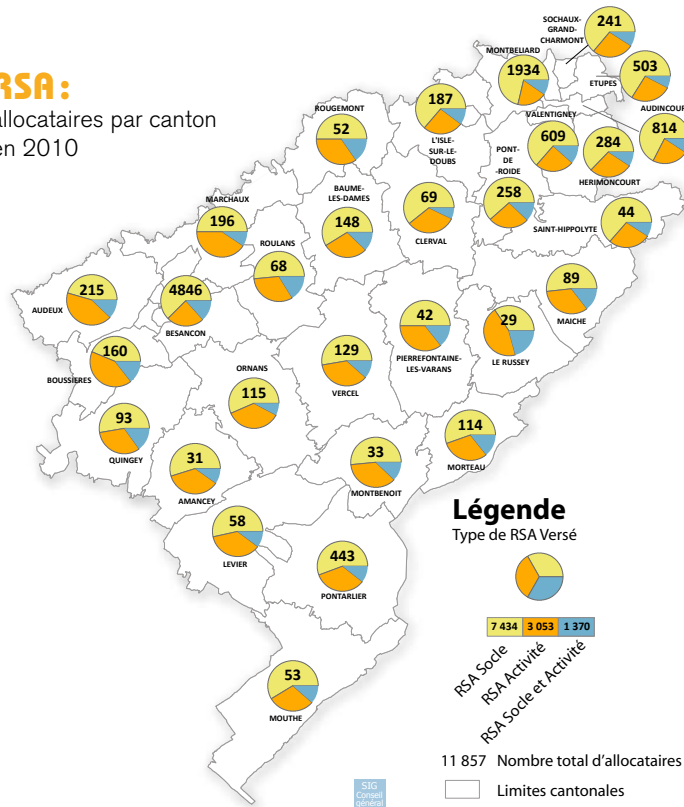 RSA :
allocataires par canton
en 2010
SOCHAUX-
GRAND-
CHARMONT
241
MONTBELIARD
1934
ETUPES
503
AUDINCOURT
814
187
L'ISLE-
SUR-LE-
DOUBS
ROUGEMONT
52
VALENTIGNEY
609
284
HERIMONCOURT
PONT-
DE
-ROIDE
258
BAUME-
LES-DAMES
148
69
CLERVAL
SAINT-HIPPOLYTE
44
MARCHAUX
196
ROULANS
68
215
AUDEUX
4846
BESANCON
89
MAICHE
42
PIERREFONTAINE-
LES-VARANS
29
LE RUSSEY
160
BOUSSIERES
129
VERCEL
ORNANS
115
93
QUINGEY
114
MORTEAU
31
AMANCEY
33
MONTBENOIT
58
LEVIER
443
PONTARLIER
53
MOUTHE
Légende
Type de RSA Versé
7 434 3 053 1 370
RSA Socle
RSA Activité
RSA Socle et Activité
11 857 Nombre total d'allocataires
Limites cantonales
SIG
Conseil
général